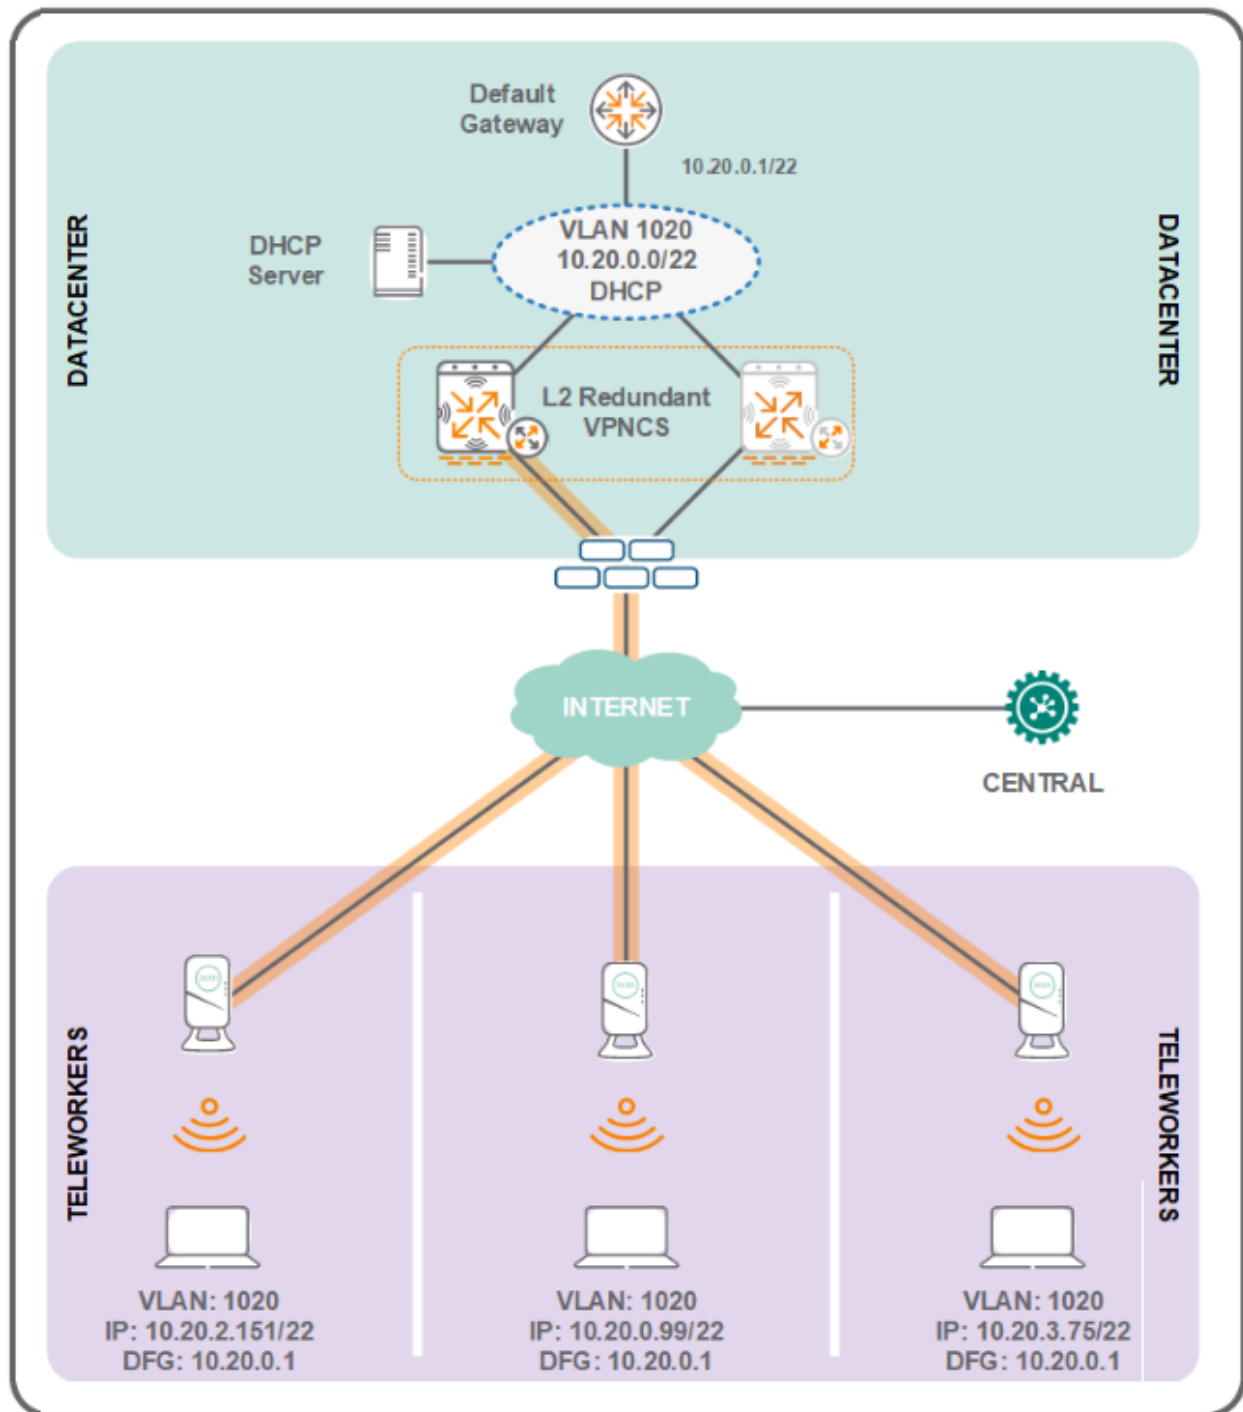 Default
Gateway
10.20.0.1/22
DATACENTER
DATACENTER
VLAN 1020
10.20.0.0/22
DHCP
DHCP
Server
L2 Redundant
VPNCS
INTERNET
CENTRAL
TELEWORKERS
TELEWORKERS
VLAN: 1020
IP: 10.20.2.151/22
DFG: 10.20.0.1
VLAN: 1020
IP: 10.20.0.99/22
DFG: 10.20.0.1
VLAN: 1020
IP: 10.20.3.75/22
DFG: 10.20.0.1